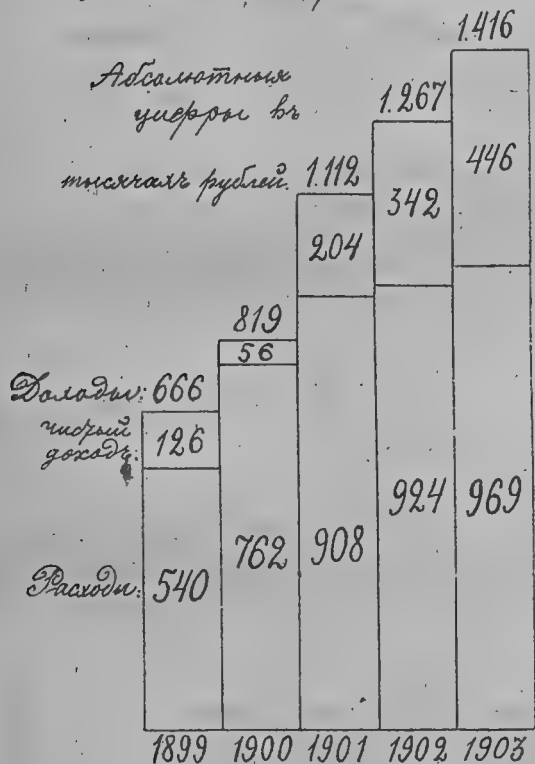 1.416
Абсолютныя
цифры въ
1.267
446
тысячахъ рублей.
1.112
342
204
819
56
Доходы: 666
чистый
доходъ: 126
924
969
762
908
Расходы: 540
1899 1900 1901 1902 1903